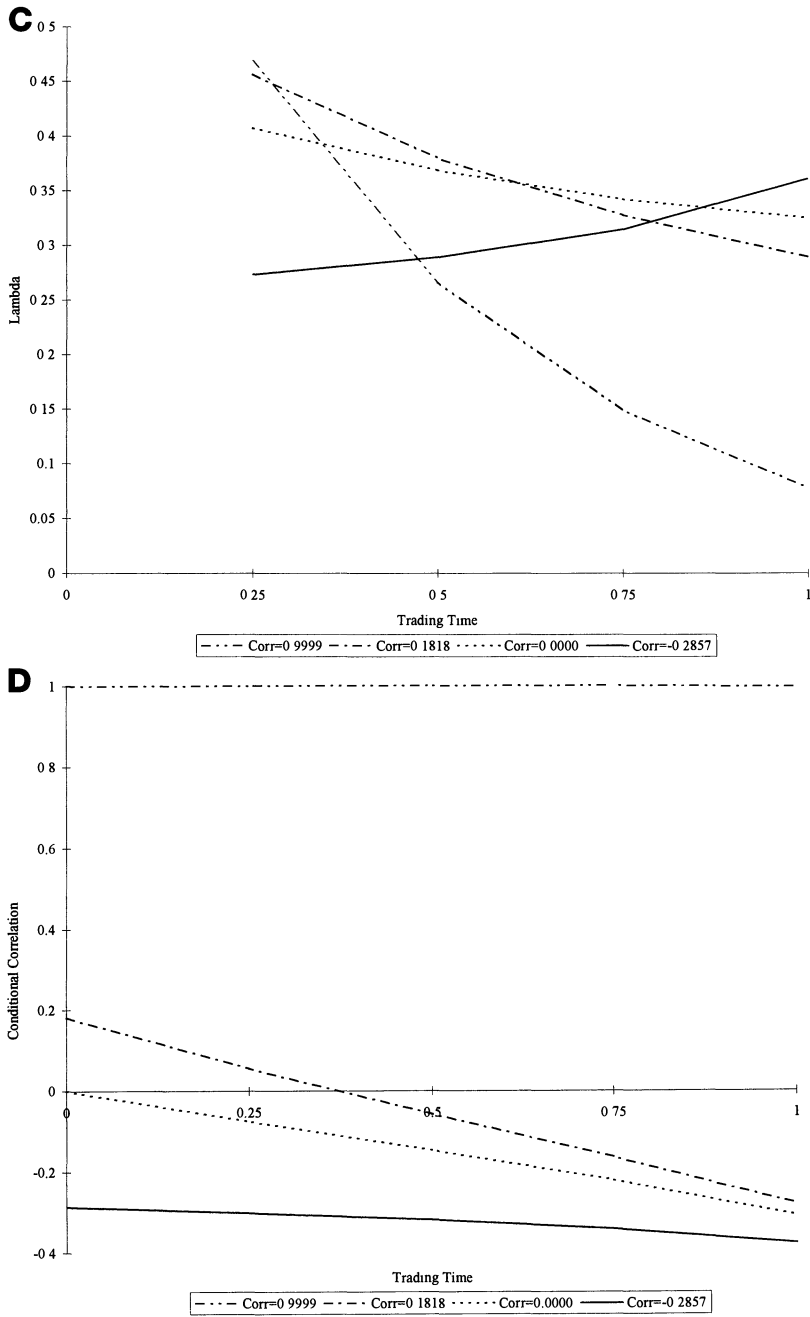 C
0 5
0 45
0 4
0 35
0 3
0 25
0 2
0 15
0.1
0.05
0
Lambda
0 0 25 0 5 0 75 1
Trading Time
Corr=0 9999 Corr=0 1818 Corr=0 0000 Corr=-0 2857
D
1
0 8
0.6
0.4
0.2
0
-0.2
-0 4
Conditional Correlation
0 0.25 0.5 0 75 1
Trading Time
Corr=0 9999 Corr=0 1818 Corr=0.0000 Corr=-0 2857